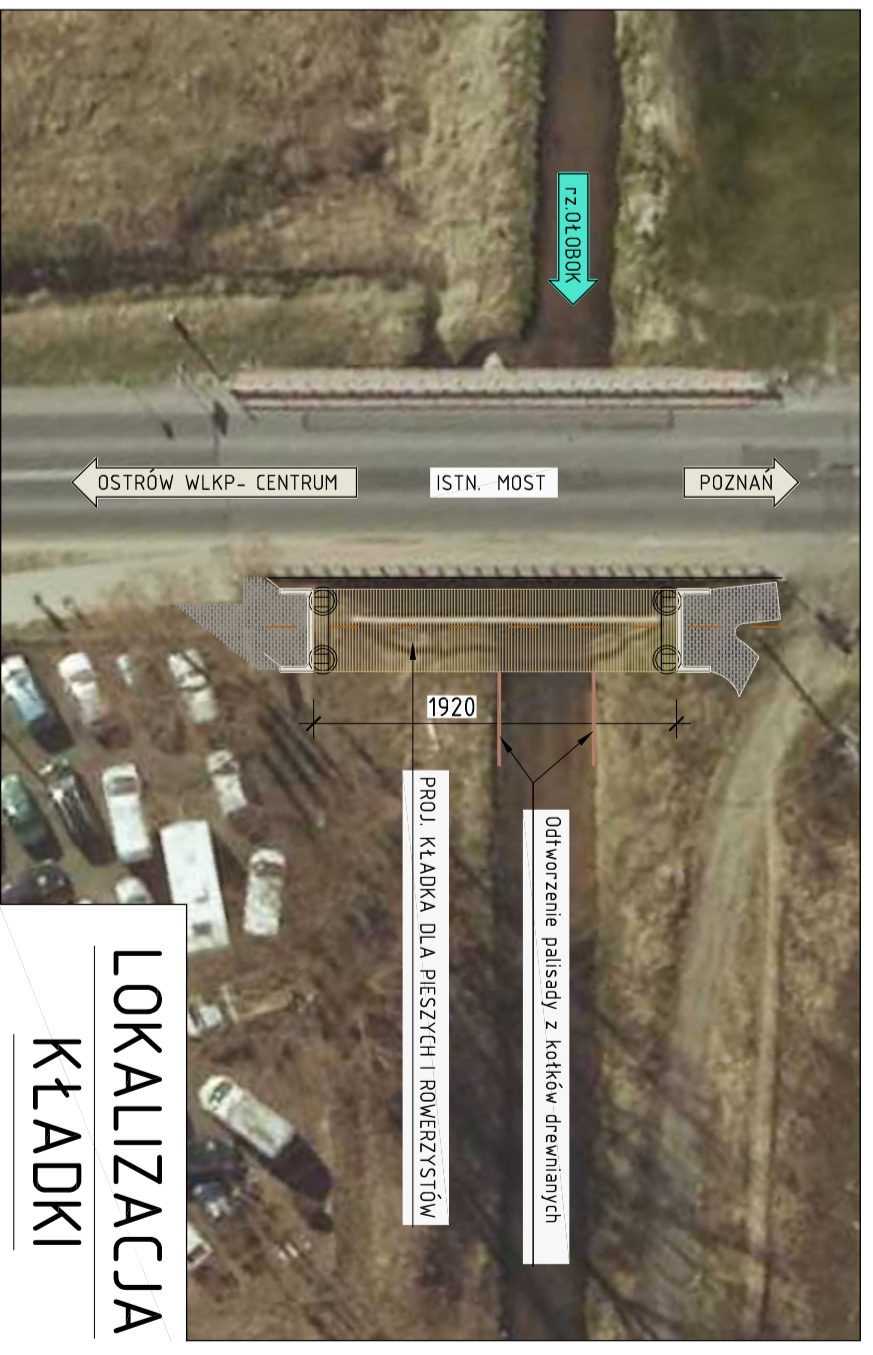 rz.OŁOBOK
OSTRÓW WLKP- CENTRUM
ISTN. MOST
POZNAŃ
1920
PROJ. KŁADKA DLA PIESZYCH I ROWERZYSTÓW
Odtworzenie palisady z kołków drewnianych
LOKALIZACJA
KŁADKI